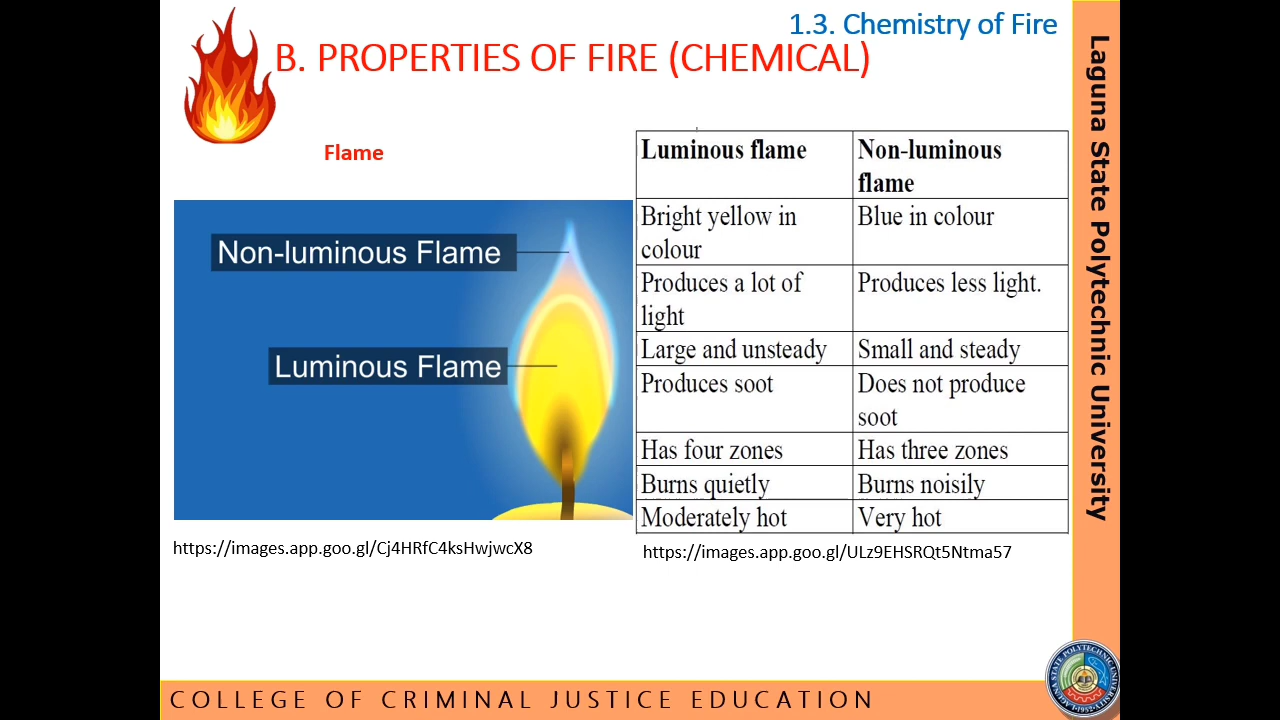 1.3. Chemistry of Fire
B. PROPERTIES OF FIRE (CHEMICAL)
Flame
Non-luminous Flame
Luminous Flame
https://images.app.goo.gl/Cj4HRfC4ksHwjwcX8
Luminous flame
Non-luminous
flame
Bright yellow in
colour
Blue in colour
Produces a lot of
light
Produces less light.
Large and unsteady
Small and steady
Produces soot
Does not produce
soot
Has four zones
Has three zones
Burns quietly
Burns noisily
Moderately hot
Very hot
https://images.app.goo.gl/ULz9EHSRQt5Ntma57
Laguna State Polytechnic University
COLLEGE OF CRIMINAL JUSTICE EDUCATION